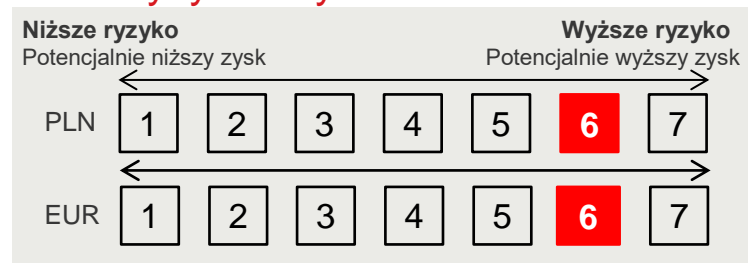 Niższe ryzyko Wyższe ryzyko
Potencjalnie niższy zysk Potencjalnie wyższy zysk
PLN 1 2 3 4 5 6 7
EUR 1 2 3 4 5 6 7